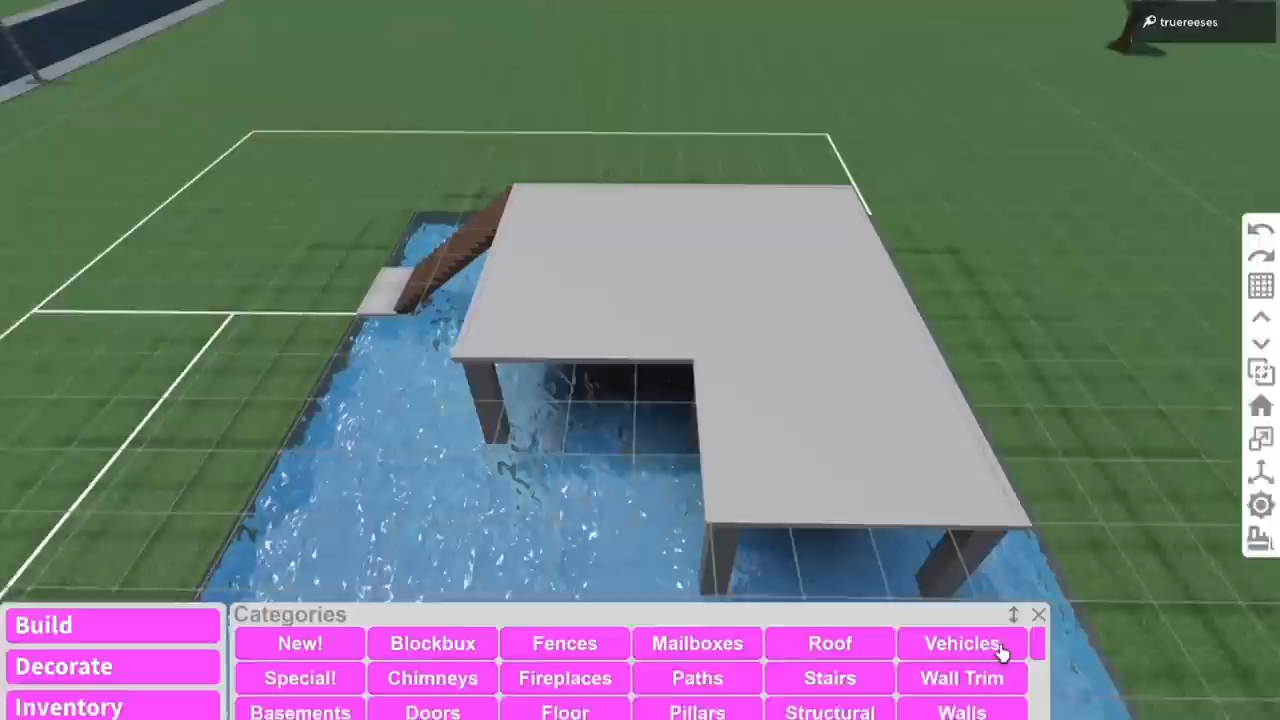 truereeses
Build
Decorate
Inventory
Categories
New! Blockbux Fences Mailboxes Roof Vehicles
Special! Chimneys Fireplaces Paths Stairs Wall Trim
Basements Doors Floor Pillars Structural Walls